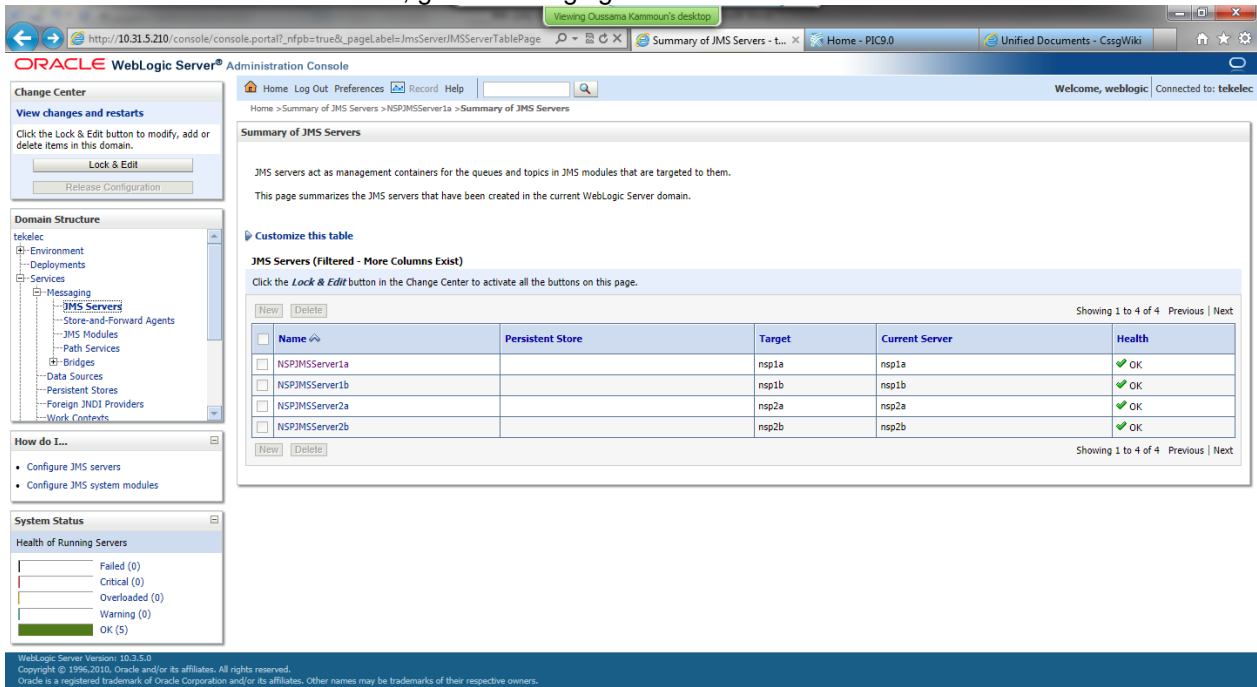 Viewing Oussama Kammoun's desktop
http://10.31.5.210/console/console.portal?_nfpb=true&_pageLabel=JmsServerJMSServerTablePage
Summary of JMS Servers - t...
Home - PIC9.0
Unified Documents - CssgWiki
ORACLE WebLogic Server® Administration Console
Change Center
View changes and restarts
Click the Lock & Edit button to modify, add or
delete items in this domain.
Lock & Edit
Release Configuration
Domain Structure
tekelec
Environment
Deployments
Services
Messaging
JMS Servers
Store-and-Forward Agents
JMS Modules
Path Services
Bridges
Data Sources
Persistent Stores
Foreign JNDI Providers
Work Contexts
How do I...
Configure JMS servers
Configure JMS system modules
System Status
Health of Running Servers
Failed (0)
Critical (0)
Overloaded (0)
Warning (0)
OK (5)
Home Log Out Preferences Record Help
Welcome, weblogic Connected to: tekelec
Home >Summary of JMS Servers >NSPJMSServer1a >Summary of JMS Servers
Summary of JMS Servers
JMS servers act as management containers for the queues and topics in JMS modules that are targeted to them.
This page summarizes the JMS servers that have been created in the current WebLogic Server domain.
Customize this table
JMS Servers (Filtered - More Columns Exist)
Click the Lock & Edit button in the Change Center to activate all the buttons on this page.
New Delete Showing 1 to 4 of 4 Previous | Next
Name Persistent Store Target Current Server Health
NSPJMSServer1a nsp1a nsp1a OK
NSPJMSServer1b nsp1b nsp1b OK
NSPJMSServer2a nsp2a nsp2a OK
NSPJMSServer2b nsp2b nsp2b OK
New Delete Showing 1 to 4 of 4 Previous | Next
WebLogic Server Version: 10.3.5.0
Copyright © 1996,2010, Oracle and/or its affiliates. All rights reserved.
Oracle is a registered trademark of Oracle Corporation and/or its affiliates. Other names may be trademarks of their respective owners.